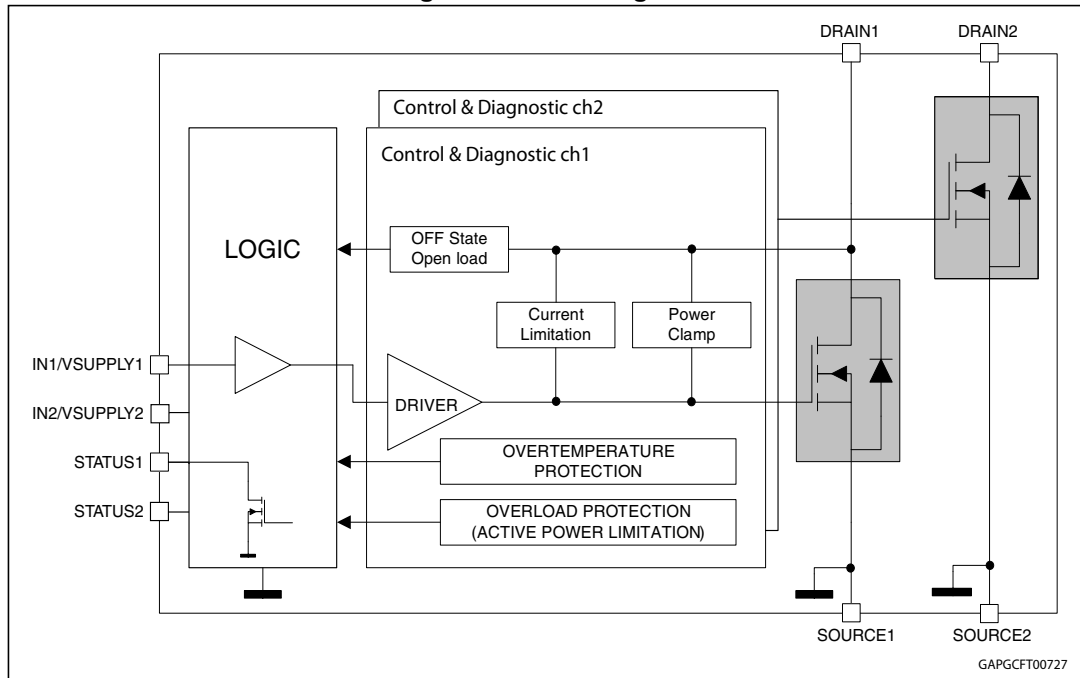 DRAIN1
DRAIN2
Control & Diagnostic ch2
Control & Diagnostic ch1
LOGIC
OFF State
Open load
Current
Limitation
Power
Clamp
IN1/VSUPPLY1
DRIVER
IN2/VSUPPLY2
STATUS1
OVERTEMPERATURE
PROTECTION
STATUS2
OVERLOAD PROTECTION
(ACTIVE POWER LIMITATION)
SOURCE1
SOURCE2
GAPGCFT00727